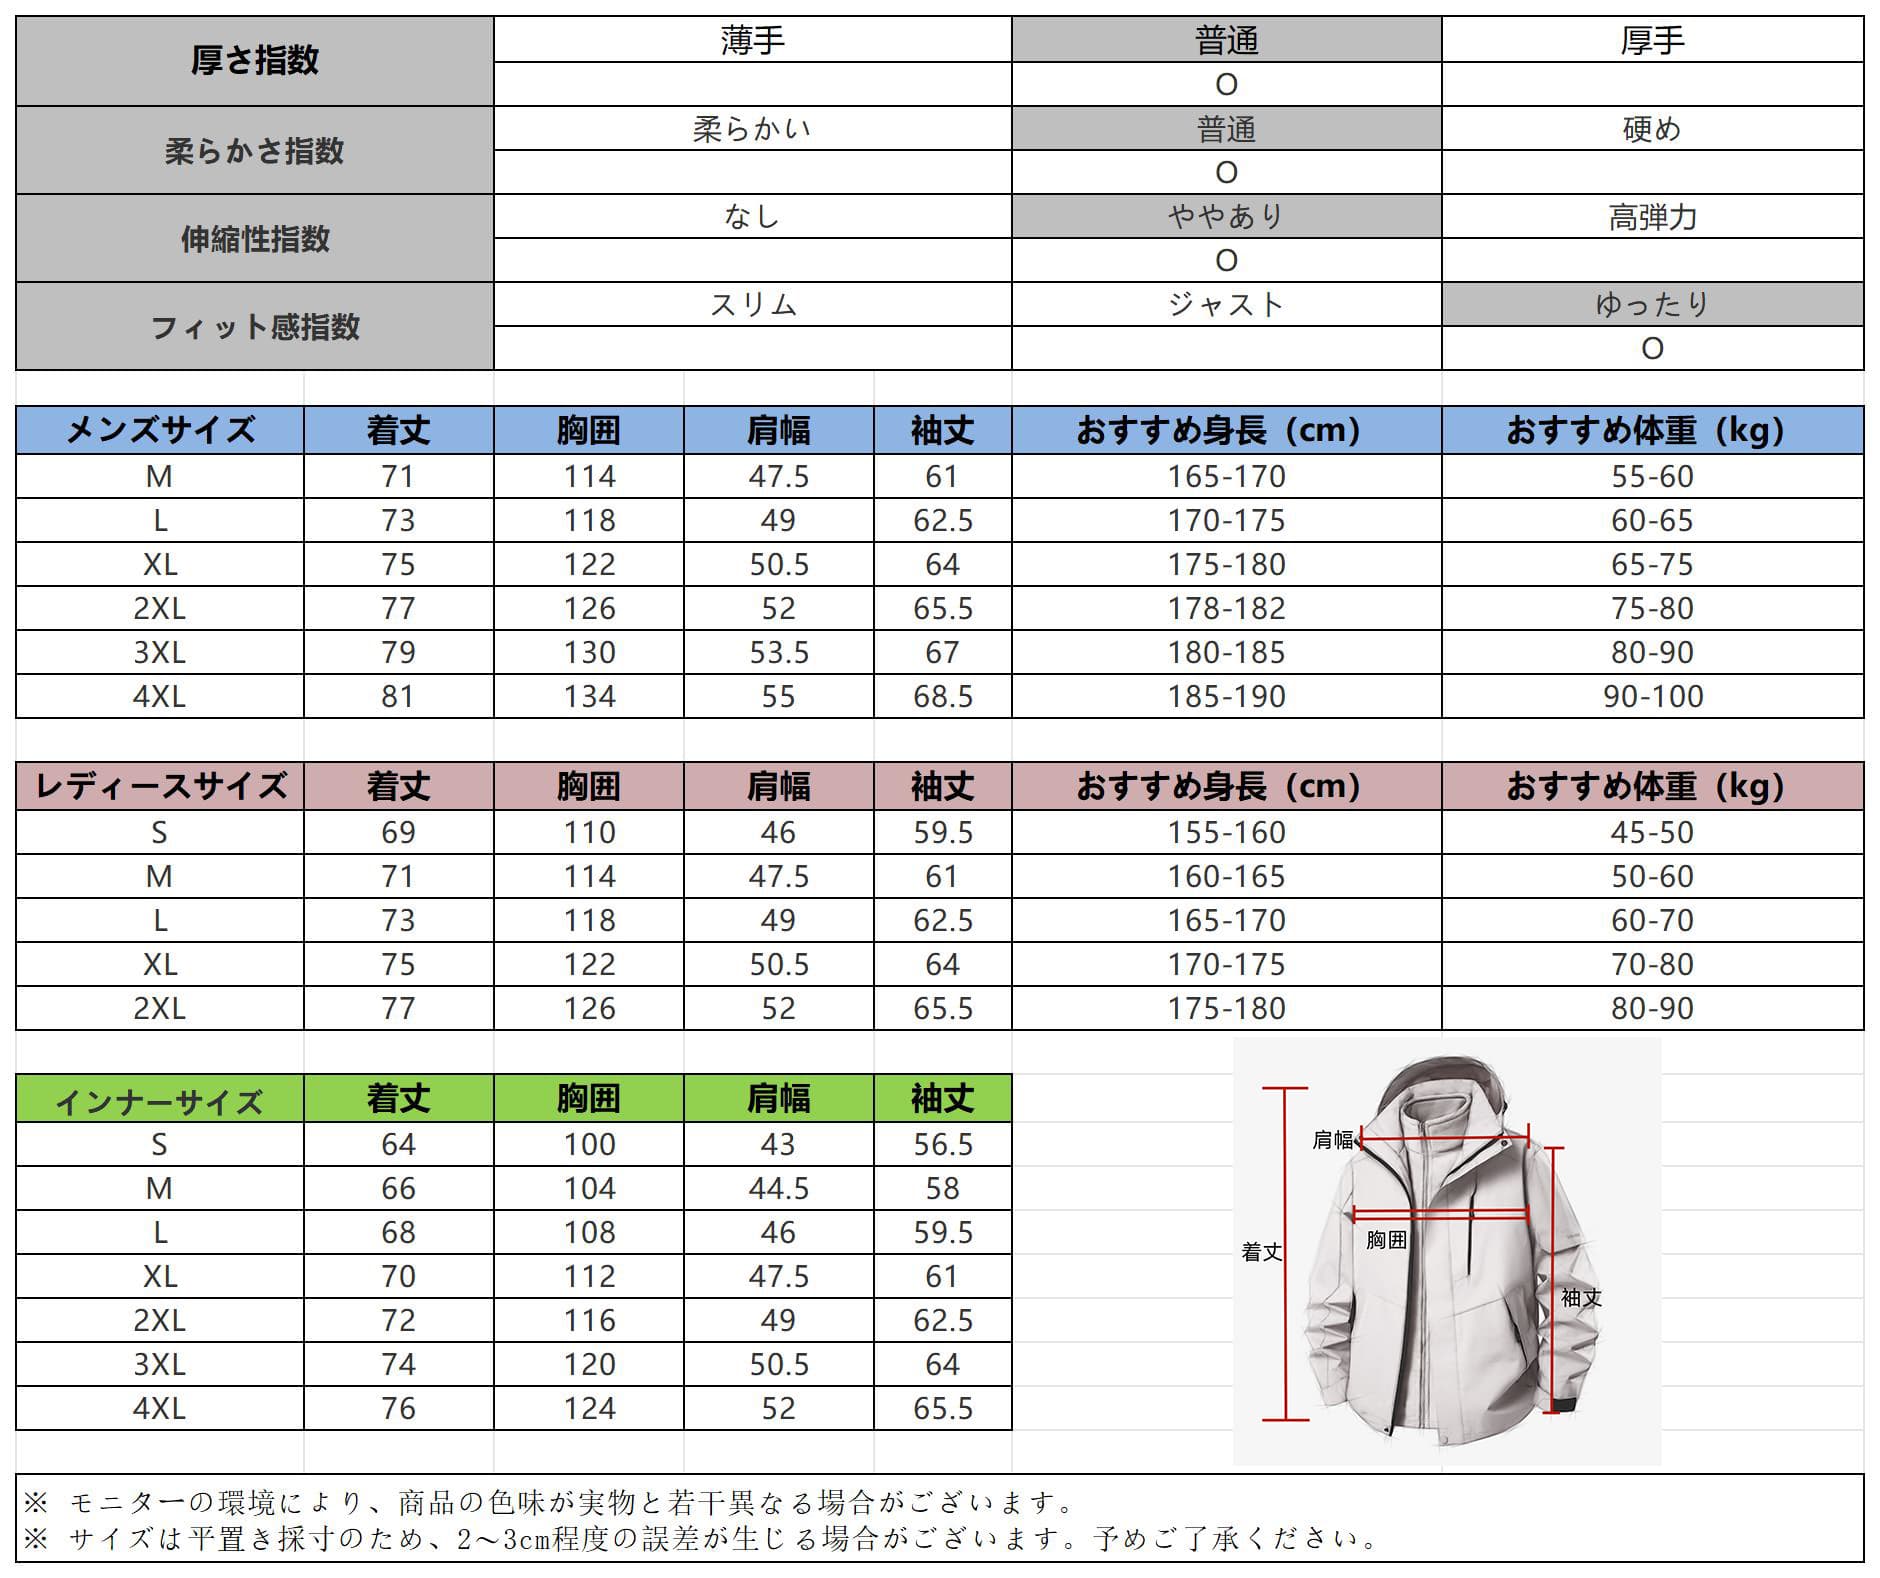 厚さ指数 薄手 普通 厚手
O
柔らかさ指数 柔らかい 普通 硬め
O
伸縮性指数 なし ややあり 高弾力
O
フィット感指数 スリム ジャスト ゆったり
O
メンズサイズ 着丈 胸囲 肩幅 袖丈 おすすめ身長（cm） おすすめ体重（kg）
M 71 114 47.5 61 165-170 55-60
L 73 118 49 62.5 170-175 60-65
XL 75 122 50.5 64 175-180 65-75
2XL 77 126 52 65.5 178-182 75-80
3XL 79 130 53.5 67 180-185 80-90
4XL 81 134 55 68.5 185-190 90-100
レディースサイズ 着丈 胸囲 肩幅 袖丈 おすすめ身長（cm） おすすめ体重（kg）
S 69 110 46 59.5 155-160 45-50
M 71 114 47.5 61 160-165 50-60
L 73 118 49 62.5 165-170 60-70
XL 75 122 50.5 64 170-175 70-80
2XL 77 126 52 65.5 175-180 80-90
インナーサイズ 着丈 胸囲 肩幅 袖丈
S 64 100 43 56.5
M 66 104 44.5 58
L 68 108 46 59.5
XL 70 112 47.5 61
2XL 72 116 49 62.5
3XL 74 120 50.5 64
4XL 76 124 52 65.5
肩幅
胸囲
着丈
袖丈
※ モニターの環境により、商品の色味が実物と若干異なる場合がございます。
※ サイズは平置き採寸のため、2～3cm程度の誤差が生じる場合がございます。予めご了承ください。